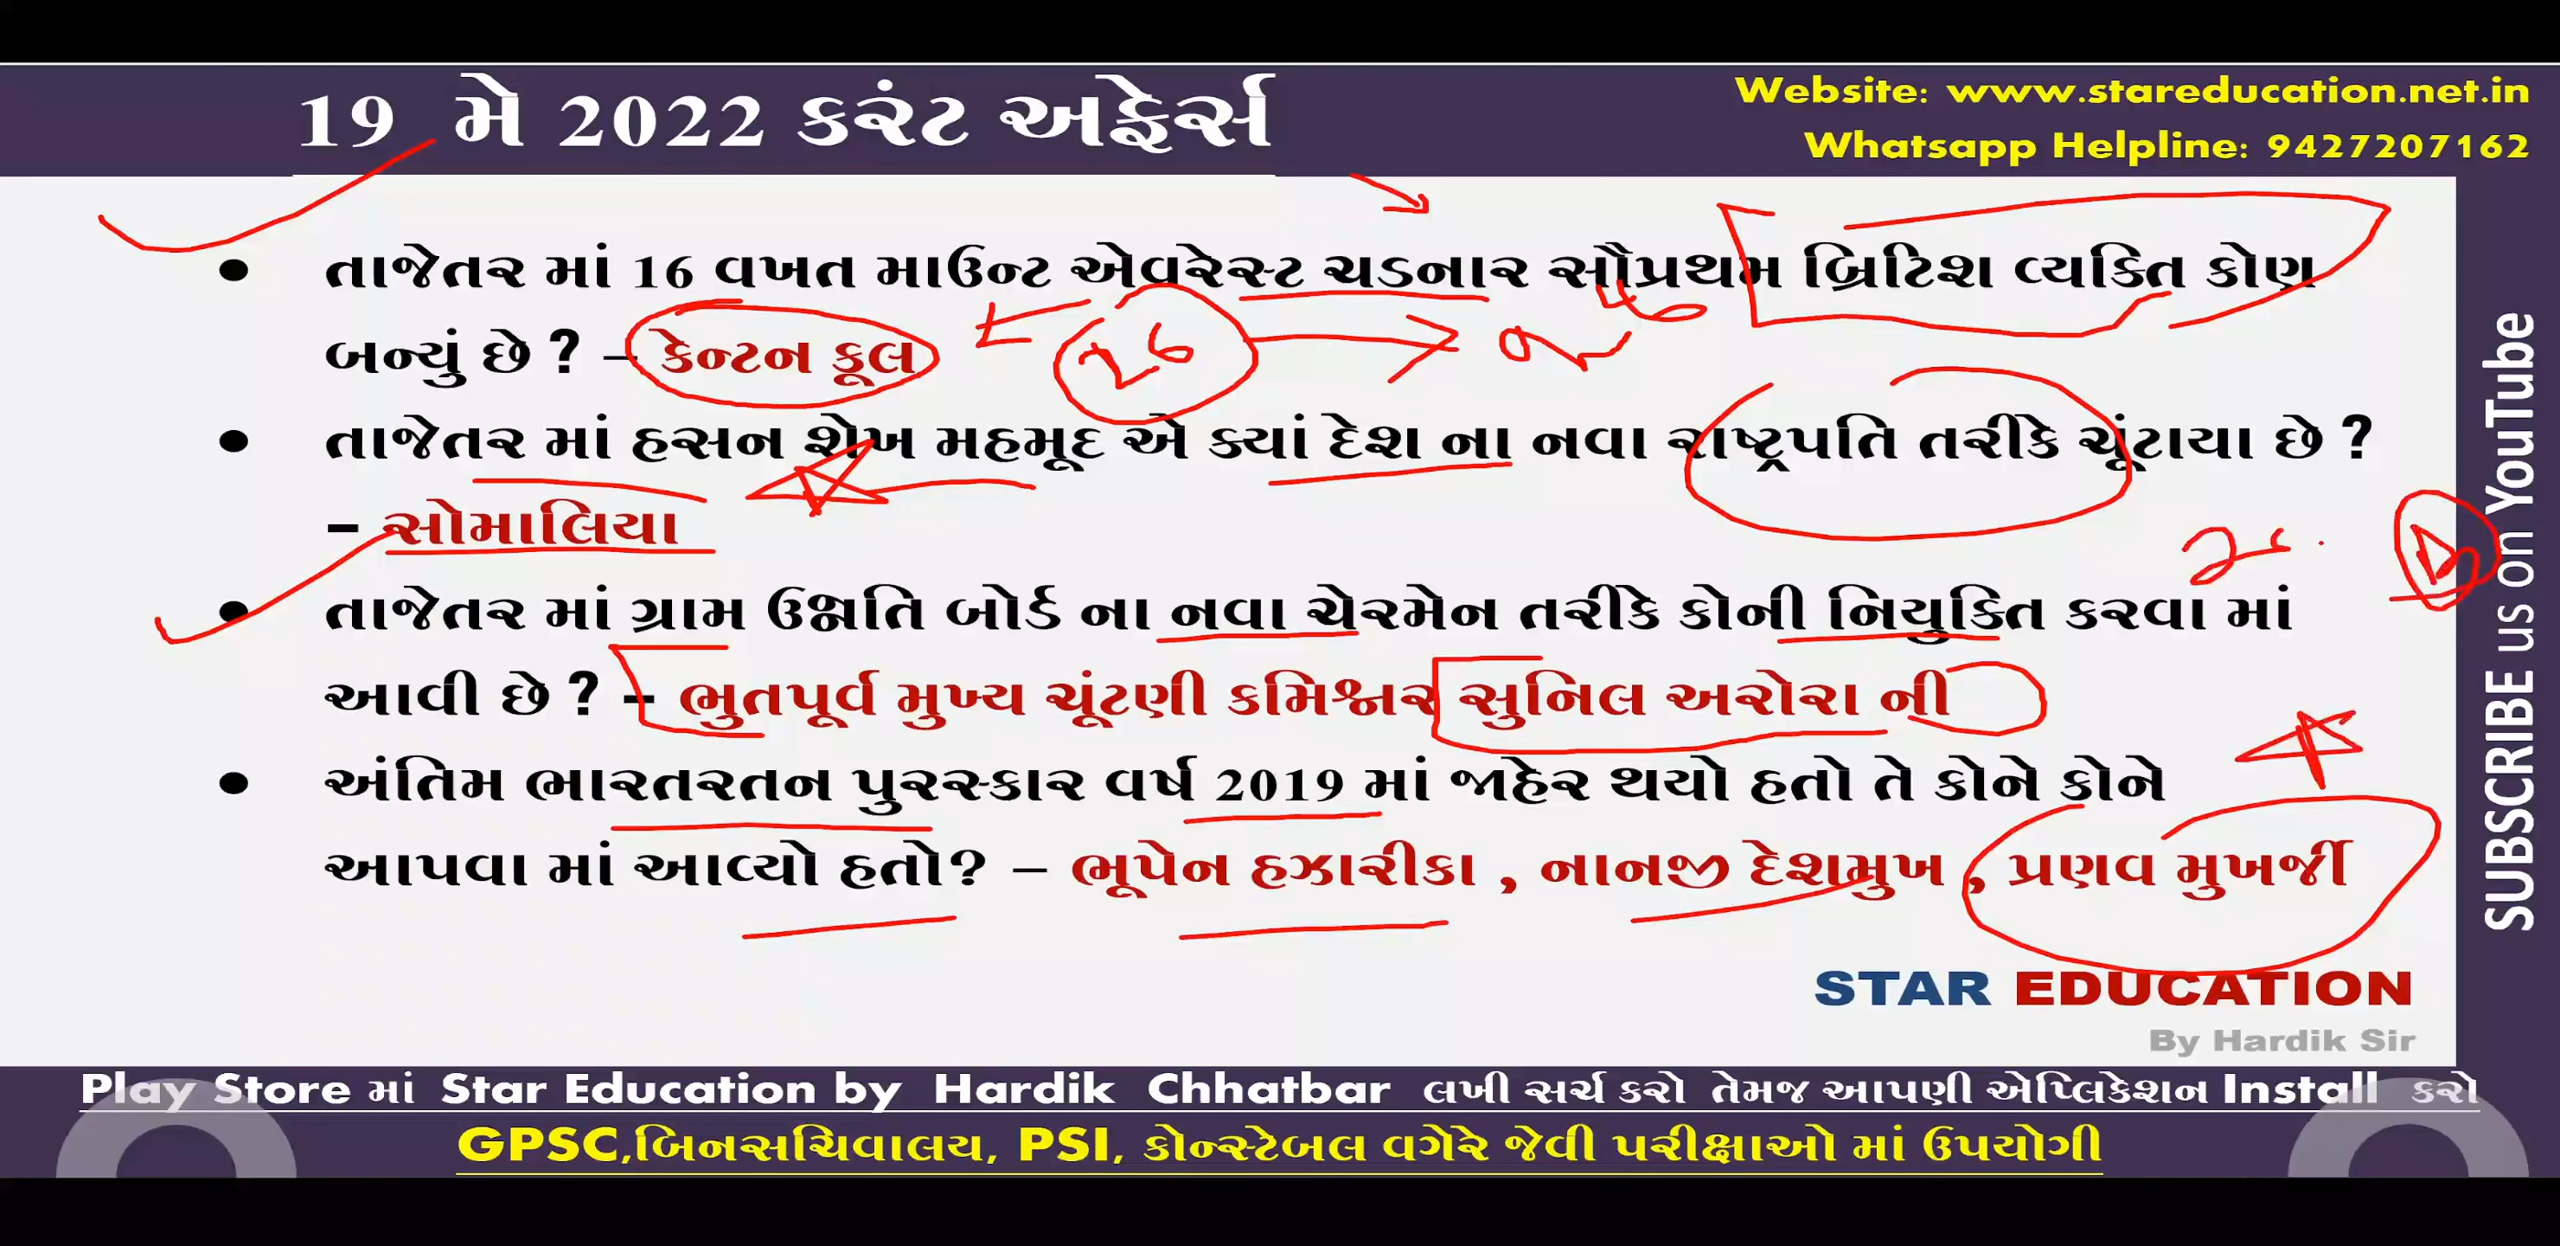 19 મે 2022 કરંટ અફેર્સ
Website: www.stareducation.net.in
Whatsapp Helpline: 9427207162
• તાજેતર માં 16 વખત માઉન્ટ એવરેસ્ટ ચડનાર સૌપ્રથમ બ્રિટિશ વ્યક્તિ કોણ
બન્યું છે ? – કેન્ટન કૂલ
26
• તાજેતર માં હસન શેખ મહમૂદ એ ક્યાં દેશ ના નવા રાષ્ટ્રપતિ તરીકે ચૂંટાયા છે ?
– સોમાલિયા
• તાજેતર માં ગ્રામ ઉન્નતિ બોર્ડ ના નવા ચેરમેન તરીકે કોની નિયુક્તિ કરવા માં
આવી છે ? - ભુતપૂર્વ મુખ્ય ચૂંટણી કમિશ્નર સુનિલ અરોરા ની
• અંતિમ ભારતરતન પુરસ્કાર વર્ષ 2019 માં જાહેર થયો હતો તે કોને કોને
આપવા માં આવ્યો હતો? – ભૂપેન હઝારીકા , નાનજી દેશમુખ , પ્રણવ મુખર્જી
STAR EDUCATION
By Hardik Sir
SUBSCRIBE us on YouTube
Play Store માં Star Education by Hardik Chhatbar લખી સર્ચ કરો તેમજ આપણી એપ્લિકેશન Install કરો
GPSC,બિનસચિવાલય, PSI, કોન્સ્ટેબલ વગેરે જેવી પરીક્ષાઓ માં ઉપયોગી